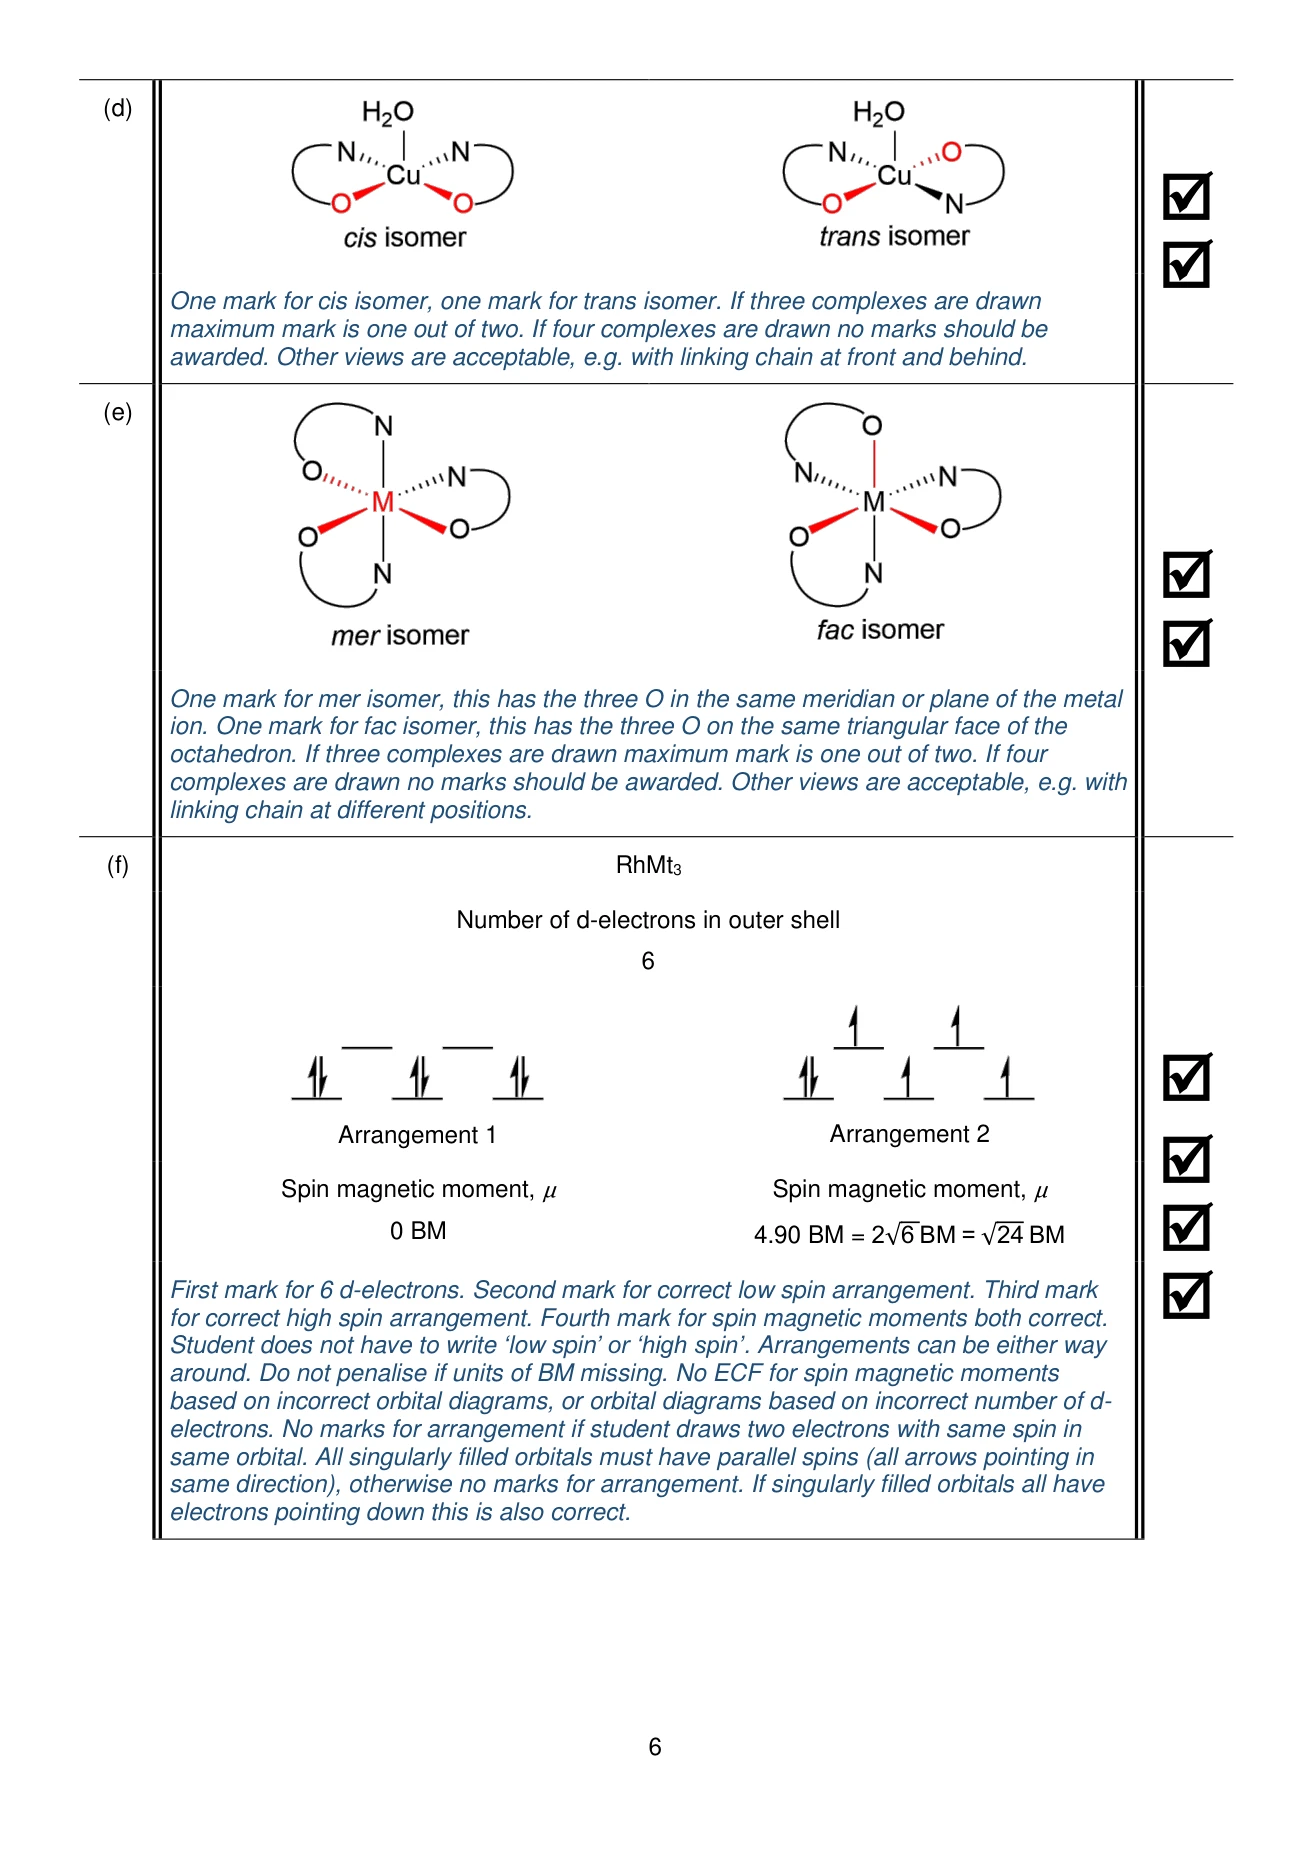 (d)
H₂O
N N
Cu
O O
cis isomer
H₂O
N O
Cu
O N
trans isomer
One mark for cis isomer, one mark for trans isomer. If three complexes are drawn
maximum mark is one out of two. If four complexes are drawn no marks should be
awarded. Other views are acceptable, e.g. with linking chain at front and behind.
(e)
N
O N
M
O O
N
mer isomer
O
N N
M
O O
N
fac isomer
One mark for mer isomer, this has the three O in the same meridian or plane of the metal
ion. One mark for fac isomer, this has the three O on the same triangular face of the
octahedron. If three complexes are drawn maximum mark is one out of two. If four
complexes are drawn no marks should be awarded. Other views are acceptable, e.g. with
linking chain at different positions.
(f)
RhMt₃
Number of d-electrons in outer shell
6
Arrangement 1
Arrangement 2
Spin magnetic moment, μ
Spin magnetic moment, μ
0 BM
4.90 BM = 2√6 BM = √24 BM
First mark for 6 d-electrons. Second mark for correct low spin arrangement. Third mark
for correct high spin arrangement. Fourth mark for spin magnetic moments both correct.
Student does not have to write ‘low spin’ or ‘high spin’. Arrangements can be either way
around. Do not penalise if units of BM missing. No ECF for spin magnetic moments
based on incorrect orbital diagrams, or orbital diagrams based on incorrect number of d-
electrons. No marks for arrangement if student draws two electrons with same spin in
same orbital. All singularly filled orbitals must have parallel spins (all arrows pointing in
same direction), otherwise no marks for arrangement. If singularly filled orbitals all have
electrons pointing down this is also correct.
6